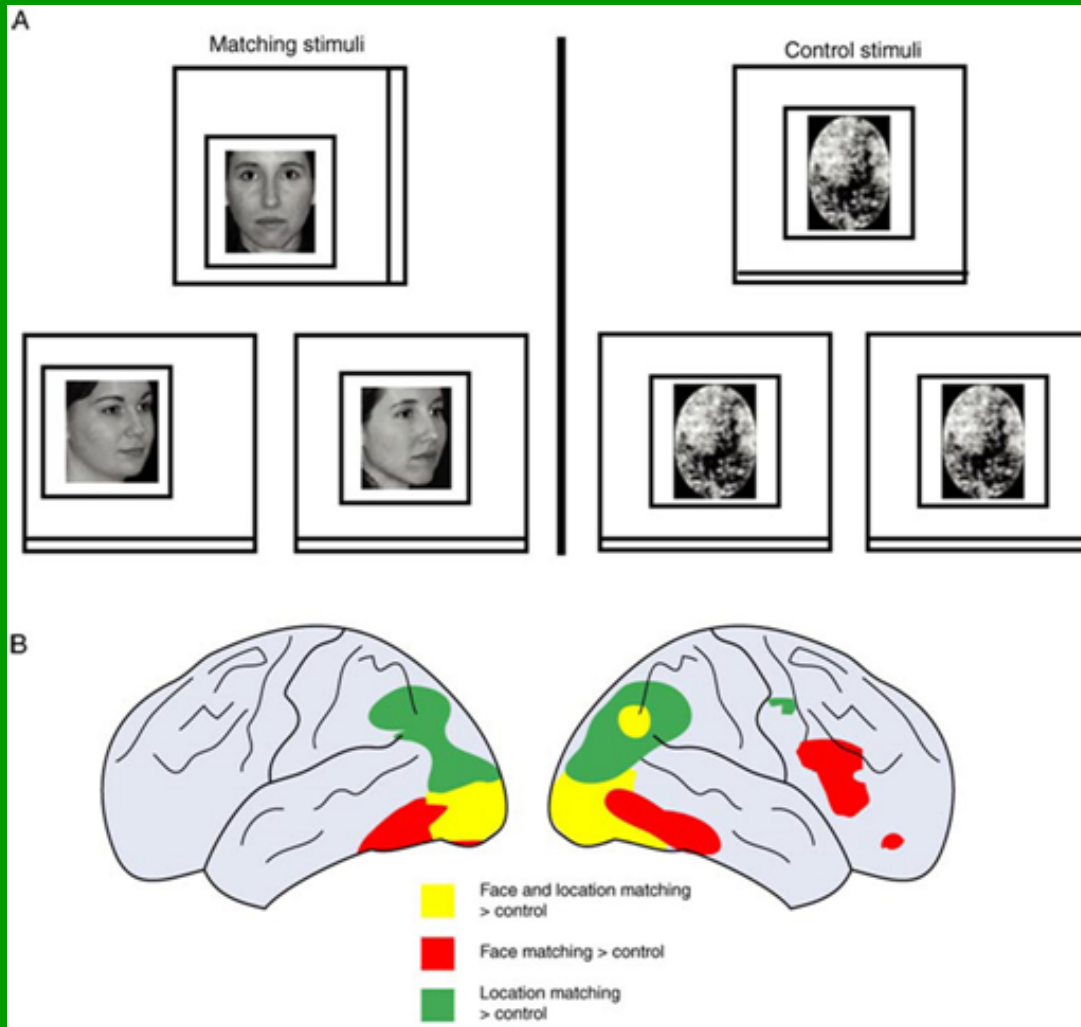 A
Matching stimuli
Control stimuli
B
Face and location matching
> control
Face matching > control
Location matching
> control